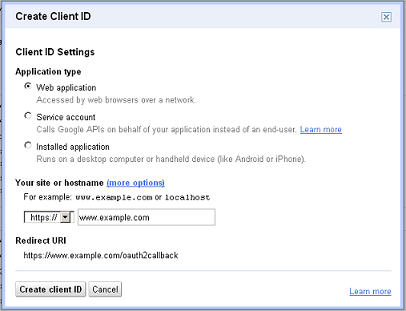 Create Client ID
Client ID Settings
Application type
Web application
Accessed by web browsers over a network.
Service account
Calls Google APIs on behalf of your application instead of an end-user. Learn more
Installed application
Runs on a desktop computer or handheld device (like Android or iPhone).
Your site or hostname (more options)
For example: www.example.com or localhost
https:// www.example.com
Redirect URI
https://www.example.com/oauth2callback
Create client ID Cancel Learn more